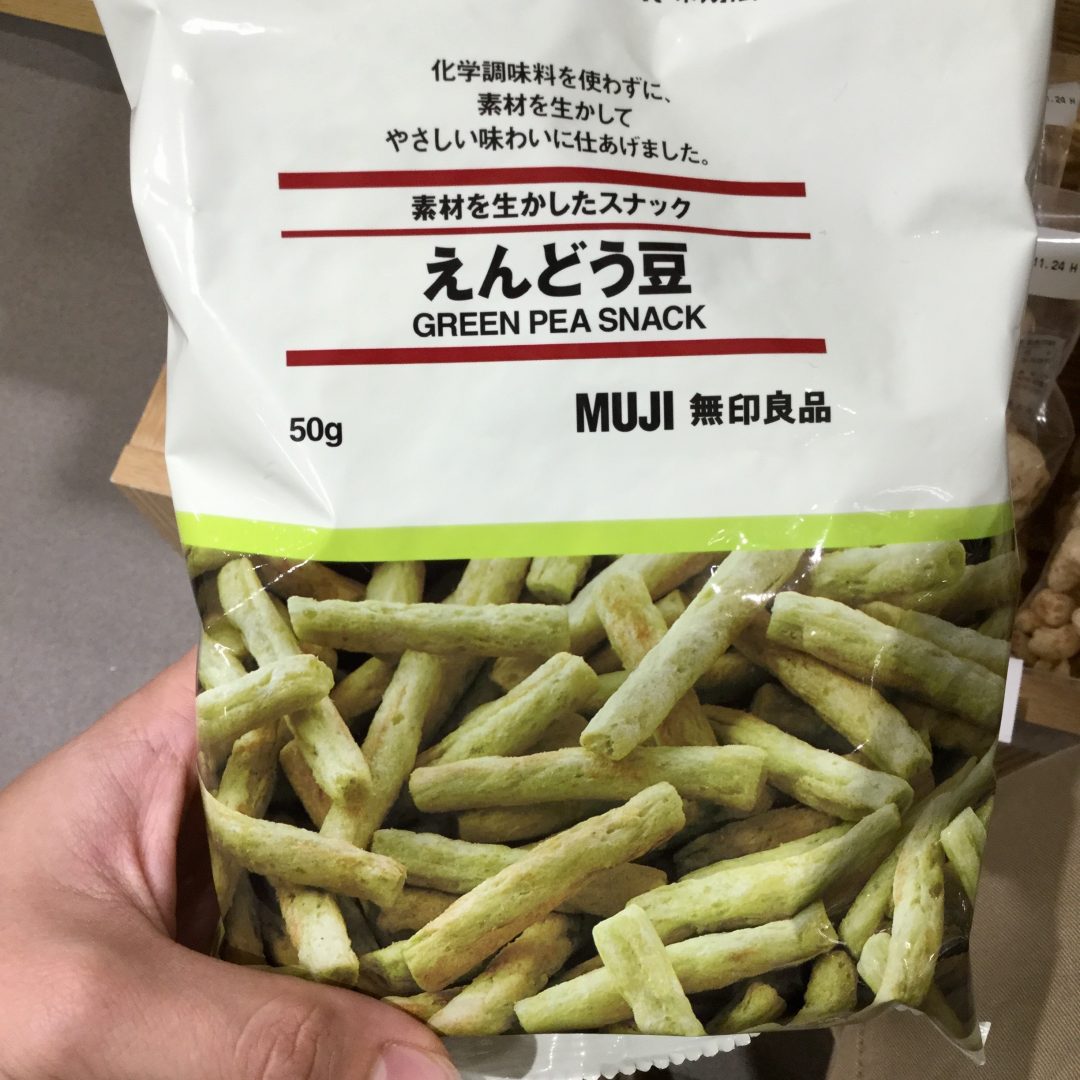 化学調味料を使わずに、
素材を生かして
やさしい味わいに仕あげました。
素材を生かしたスナック
えんどう豆
GREEN PEA SNACK
50g
MUJI 無印良品
11.24 H